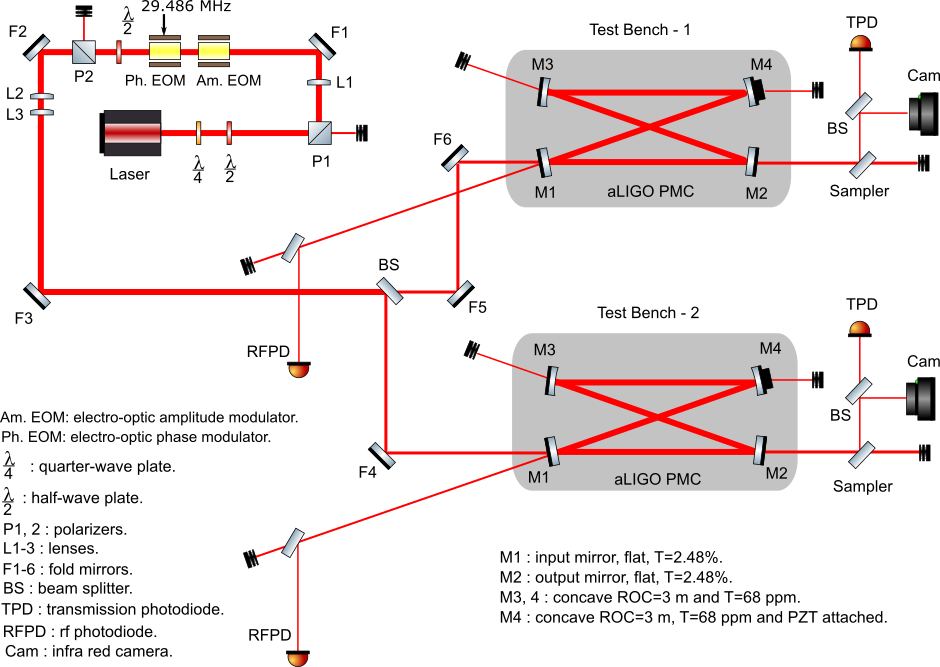 29.486 MHz
λ
2
F2
P2
Ph. EOM
Am. EOM
F1
L1
L2
L3
Laser
λ
4
λ
2
P1
Test Bench - 1
M3
M4
F6
M1
aLIGO PMC
M2
TPD
Cam
BS
Sampler
BS
F3
F5
RFPD
Test Bench - 2
M3
M4
F4
M1
aLIGO PMC
M2
TPD
Cam
BS
Sampler
RFPD
Am. EOM: electro-optic amplitude modulator.
Ph. EOM: electro-optic phase modulator.
λ
4 : quarter-wave plate.
λ
2 : half-wave plate.
P1, 2 : polarizers.
L1-3 : lenses.
F1-6 : fold mirrors.
BS : beam splitter.
TPD : transmission photodiode.
RFPD : rf photodiode.
Cam : infra red camera.
M1 : input mirror, flat, T=2.48%.
M2 : output mirror, flat, T=2.48%.
M3, 4 : concave ROC=3 m and T=68 ppm.
M4 : concave ROC=3 m, T=68 ppm and PZT attached.